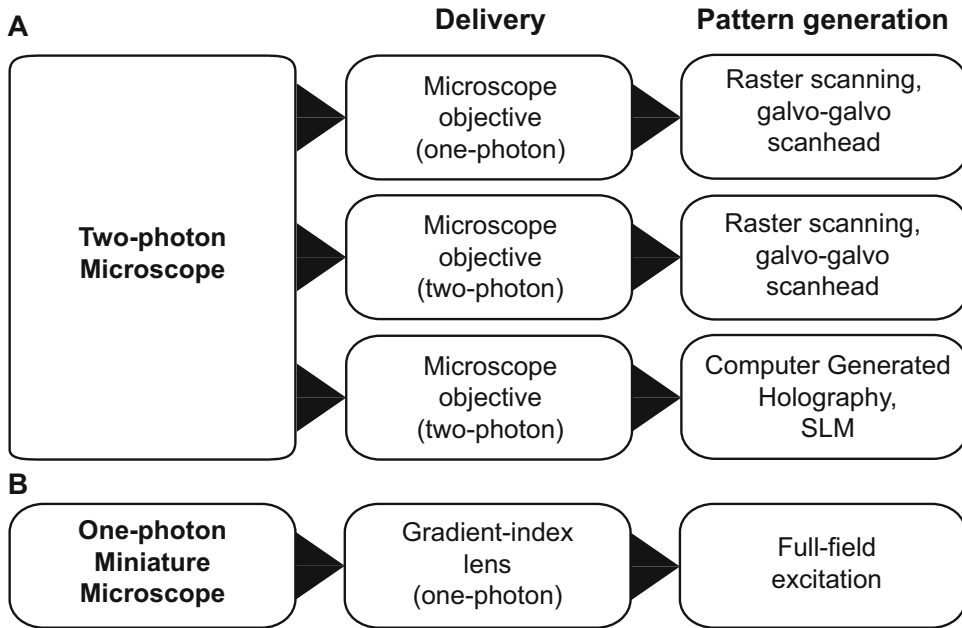 A
Delivery
Pattern generation
Two-photon
Microscope
Microscope
objective
(one-photon)
Raster scanning,
galvo-galvo
scanhead
Microscope
objective
(two-photon)
Raster scanning,
galvo-galvo
scanhead
Microscope
objective
(two-photon)
Computer Generated
Holography,
SLM
B
One-photon
Miniature
Microscope
Gradient-index
lens
(one-photon)
Full-field
excitation